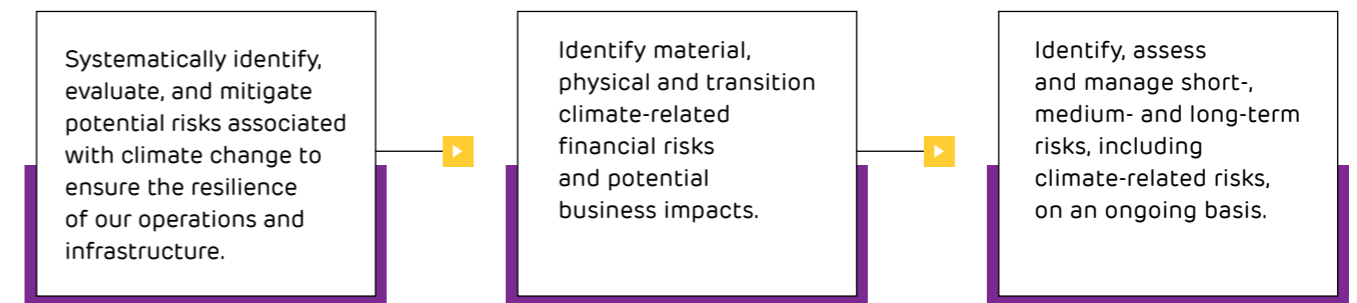 Systematically identify,
evaluate, and mitigate
potential risks associated
with climate change to
ensure the resilience
of our operations and
infrastructure.
Identify material,
physical and transition
climate-related
financial risks
and potential
business impacts.
Identify, assess
and manage short-,
medium- and long-term
risks, including
climate-related risks,
on an ongoing basis.